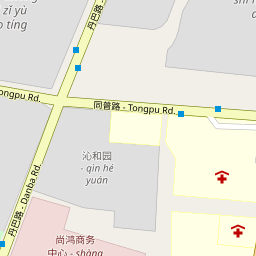 zǐ yù
tíng
丹巴路
shí
同普路 - Tongpu Rd.
Tongpu Rd.
沁和园
- qìn hé
yuán
丹巴路 - Danba Rd.
尚鸿商务
中心 - shàng